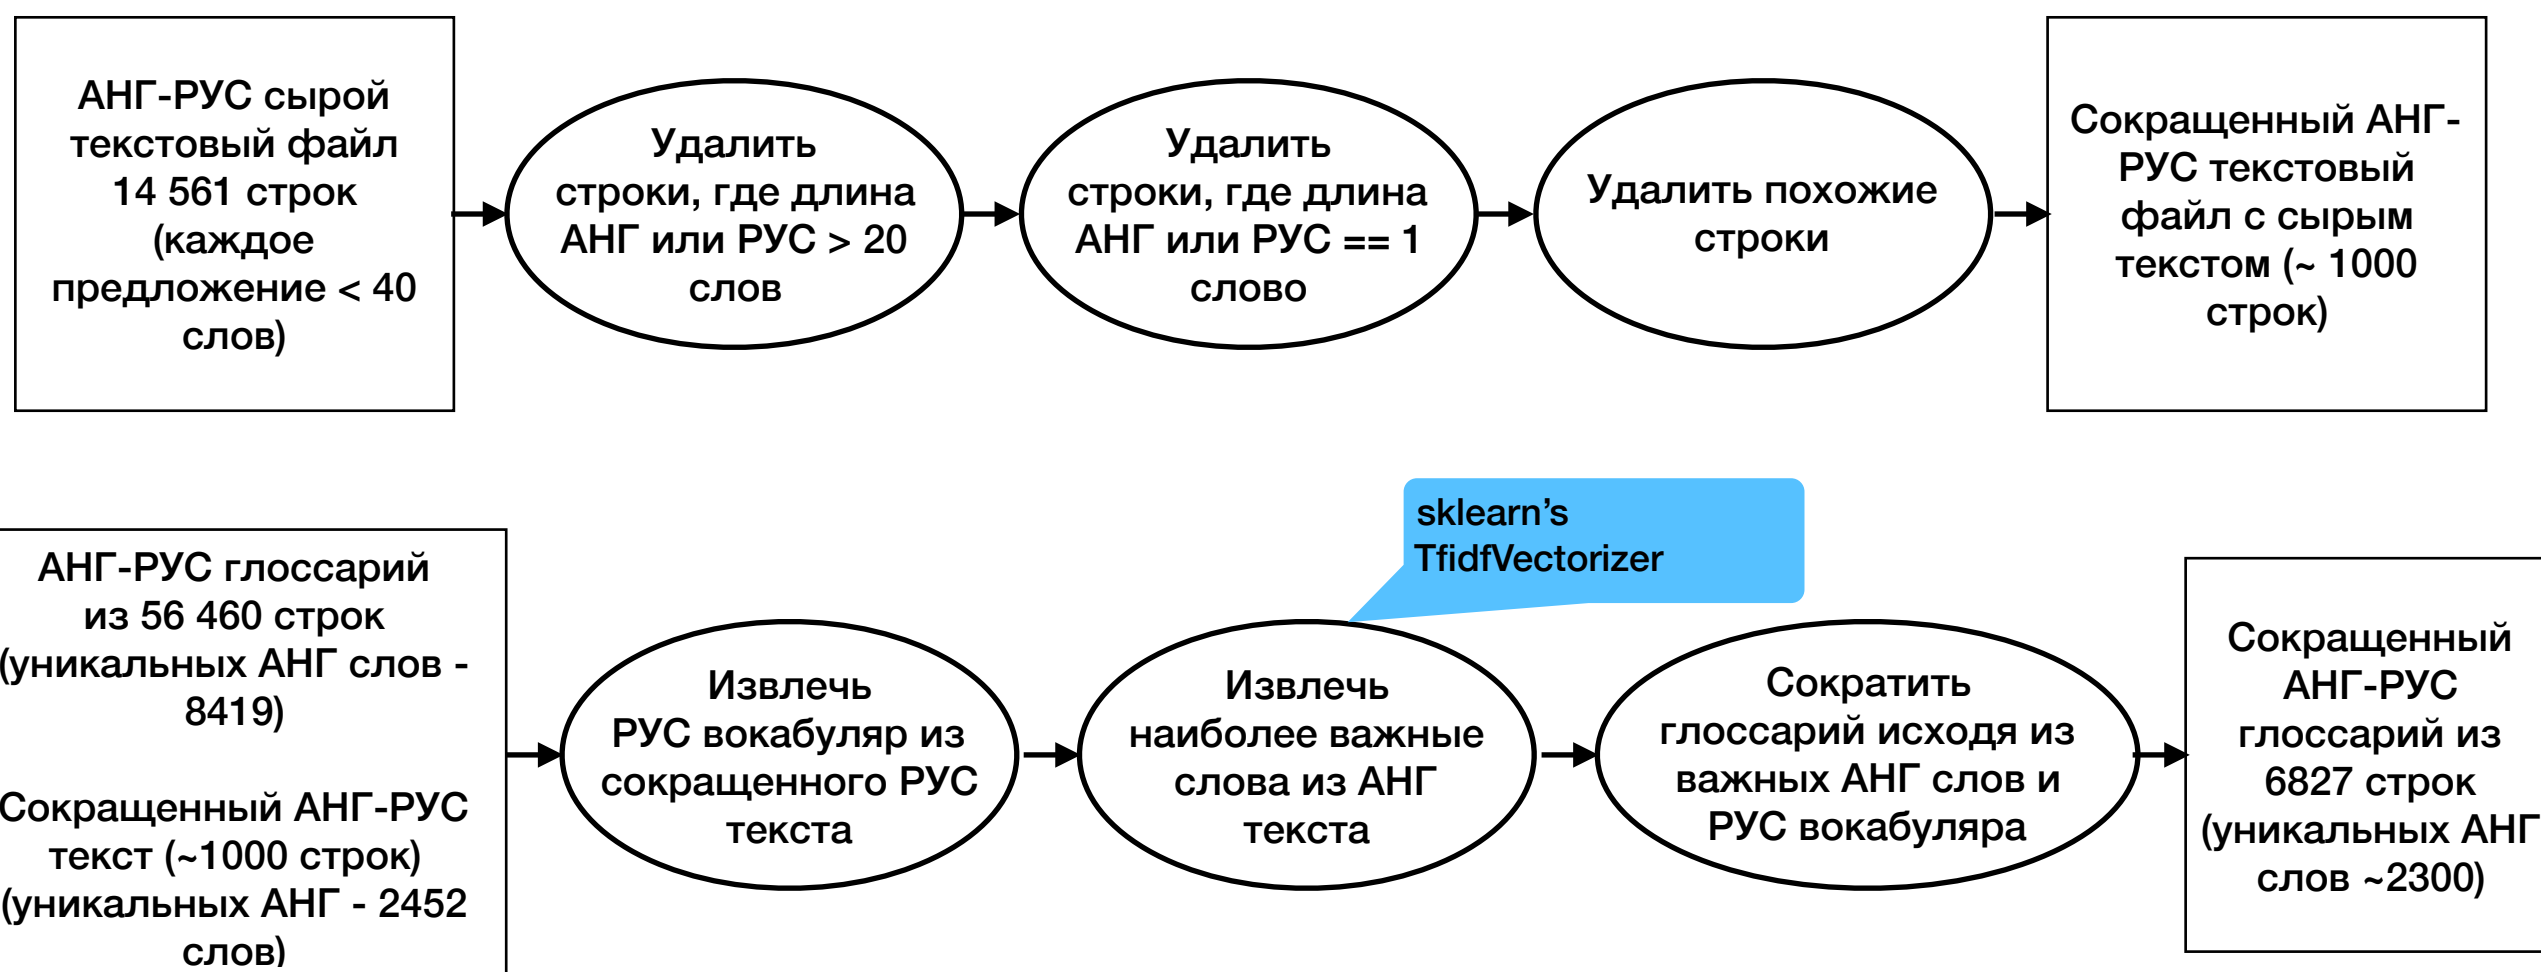 АНГ-РУС сырой
текстовый файл
14 561 строк
(каждое
предложение < 40
слов)
Удалить
строки, где длина
АНГ или РУС > 20
слов
Удалить
строки, где длина
АНГ или РУС == 1
слово
Удалить похожие
строки
Сокращенный АНГ-
РУС текстовый
файл с сырым
текстом (~ 1000
строк)
sklearn’s
TfidfVectorizer
АНГ-РУС глоссарий
из 56 460 строк
(уникальных АНГ слов -
8419)
Сокращенный АНГ-РУС
текст (~1000 строк)
(уникальных АНГ - 2452
слов)
Извлечь
РУС вокабуляр из
сокращенного РУС
текста
Извлечь
наиболее важные
слова из АНГ
текста
Сократить
глоссарий исходя из
важных АНГ слов и
РУС вокабуляра
Сокращенный
АНГ-РУС
глоссарий из
6827 строк
(уникальных АНГ
слов ~2300)